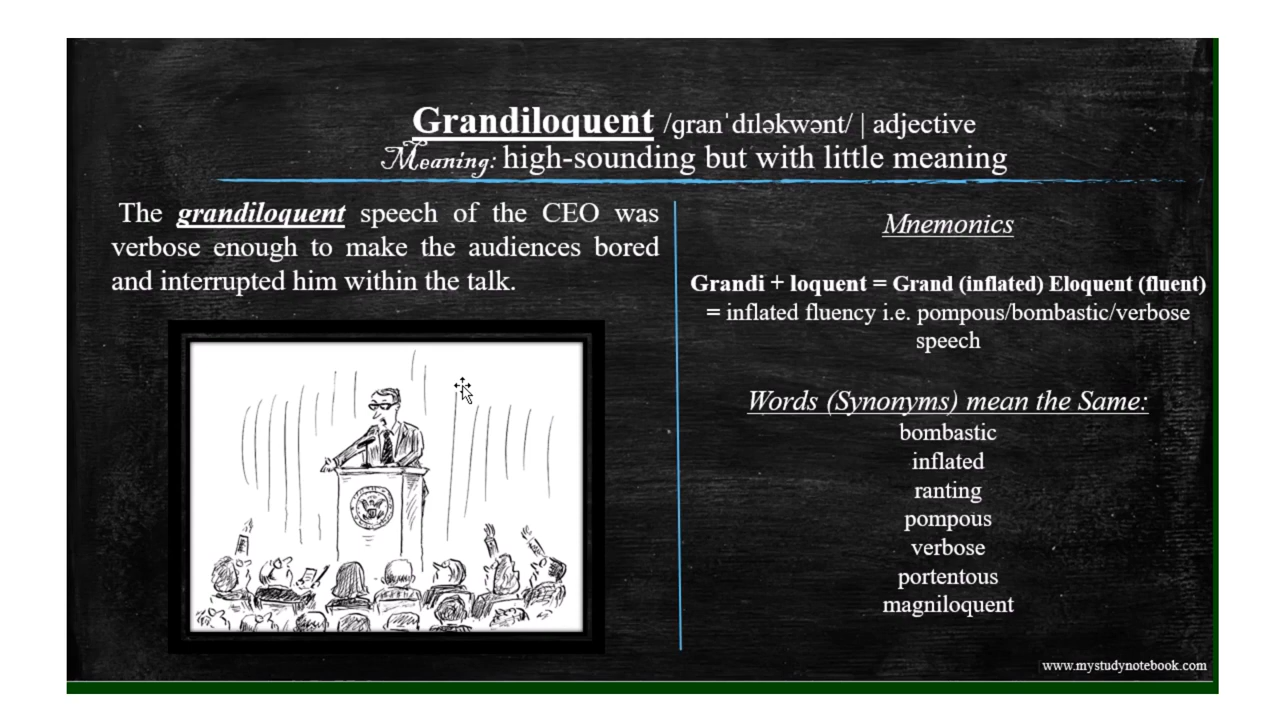 Grandiloquent /ɡranˈdɪləkwənt/ | adjective
Meaning: high-sounding but with little meaning
The grandiloquent speech of the CEO was
verbose enough to make the audiences bored
and interrupted him within the talk.
Mnemonics
Grandi + loquent = Grand (inflated) Eloquent (fluent)
= inflated fluency i.e. pompous/bombastic/verbose
speech
Words (Synonyms) mean the Same:
bombastic
inflated
ranting
pompous
verbose
portentous
magniloquent
www.mystudynotebook.com